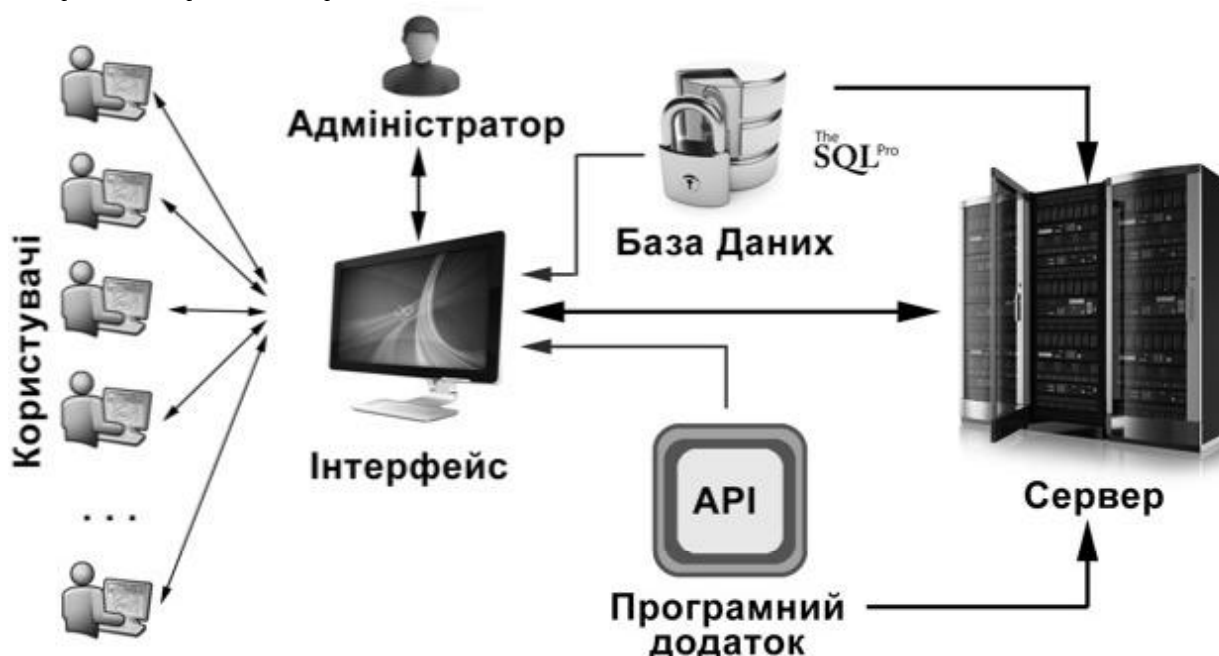 Адміністратор
The
SQL Pro
База Даних
Користувачі
Інтерфейс
API
Сервер
...
Програмний
додаток